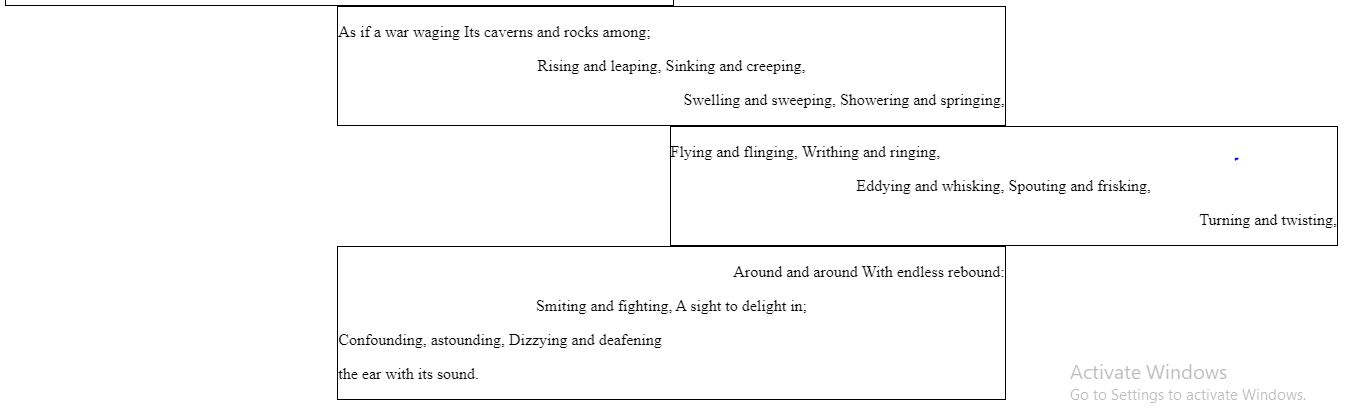 As if a war waging Its caverns and rocks among;
Rising and leaping, Sinking and creeping,
Swelling and sweeping, Showering and springing,
Flying and flinging, Writhing and ringing,
Eddying and whisking, Spouting and frisking,
Turning and twisting,
Around and around With endless rebound:
Smiting and fighting, A sight to delight in;
Confounding, astounding, Dizzying and deafening
the ear with its sound.
Activate Windows
Go to Settings to activate Windows.